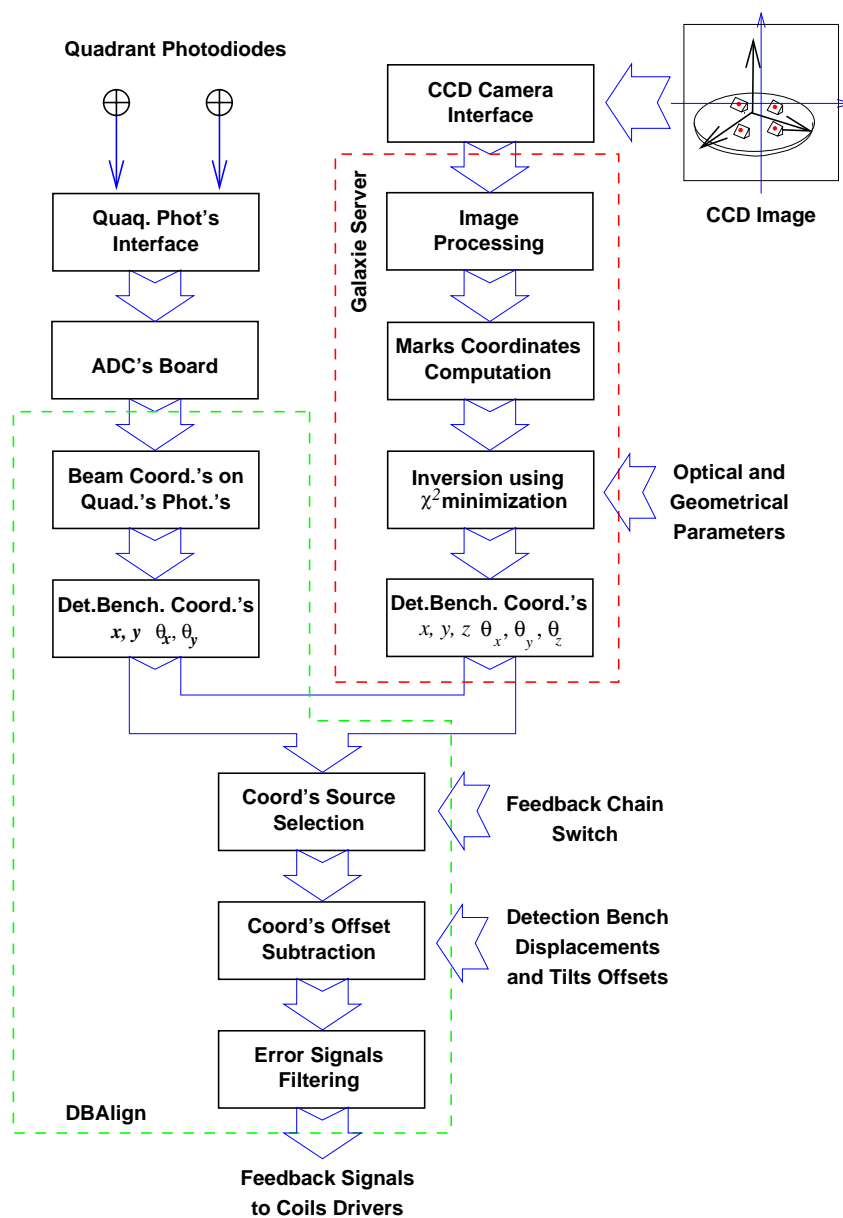 Quadrant Photodiodes
CCD Camera
Interface
CCD Image
Galaxie Server
Quaq. Phot's
Interface
Image
Processing
ADC's Board
Marks Coordinates
Computation
Beam Coord.'s on
Quad.'s Phot.'s
Inversion using
χ² minimization
Optical and
Geometrical
Parameters
Det.Bench. Coord.'s
x, y θx, θy
Det.Bench. Coord.'s
x, y, z θx, θy, θz
Coord's Source
Selection
Feedback Chain
Switch
Coord's Offset
Subtraction
Detection Bench
Displacements
and Tilts Offsets
Error Signals
Filtering
DBAlign
Feedback Signals
to Coils Drivers